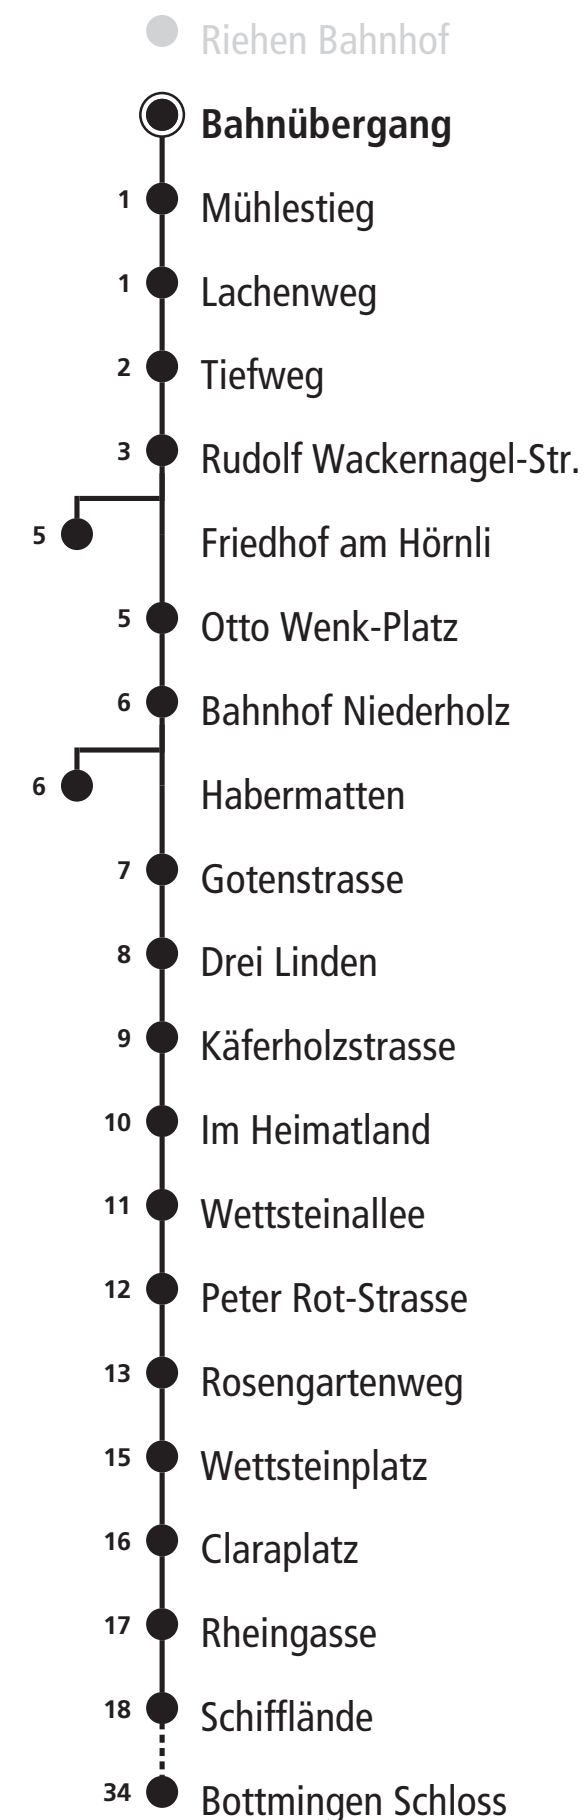 Riehen Bahnhof
Bahnübergang
1 Mühlestieg
1 Lachenweg
2 Tiefweg
3 Rudolf Wackernagel-Str.
5 Friedhof am Hörnli
5 Otto Wenk-Platz
6 Bahnhof Niederholz
6 Habermatten
7 Gotenstrasse
8 Drei Linden
9 Käferholzstrasse
10 Im Heimatland
11 Wettsteinallee
12 Peter Rot-Strasse
13 Rosengartenweg
15 Wettsteinplatz
16 Claraplatz
17 Rheingasse
18 Schifflände
34 Bottmingen Schloss